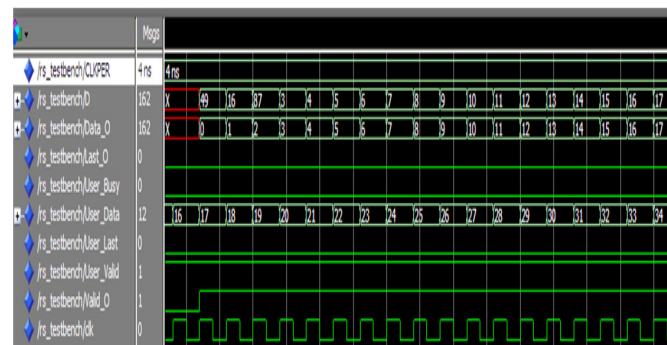 Msgs
/rs_testbench/CLKPER 4 ns 4 ns
/rs_testbench/D 162 X 49 16 87 3 4 5 6 7 8 9 10 11 12 13 14 15 16 17
/rs_testbench/Data_O 162 X 0 1 2 3 4 5 6 7 8 9 10 11 12 13 14 15 16 17
/rs_testbench/Last_O 0
/rs_testbench/User_Busy 0
/rs_testbench/User_Data 12 16 17 18 19 20 21 22 23 24 25 26 27 28 29 30 31 32 33 34
/rs_testbench/User_Last 0
/rs_testbench/User_Valid 1
/rs_testbench/Valid_O 1
/rs_testbench/clk 0